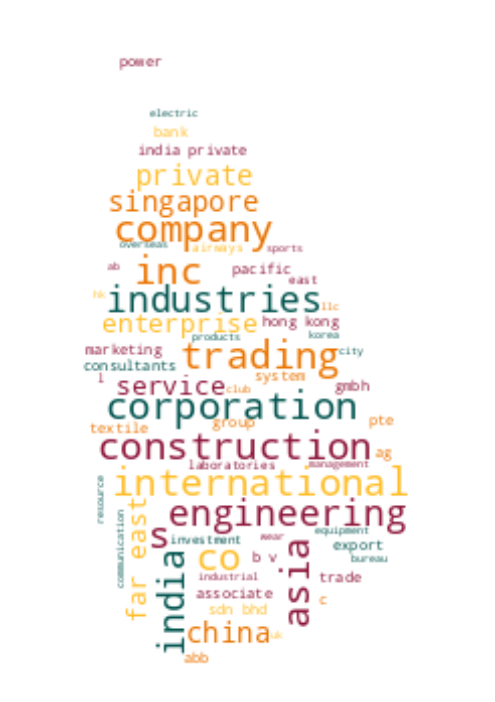 power
electric
bank
india private
private
singapore
company
overseas airways sports
ab inc pacific
east
hk industries llc
enterprise hong kong
products korea
marketing trading city
consultants
l service club system gmbh
corporation
textile group pte
construction ag
laboratories management
international
resource
engineering
communication far east s investment wear equipment
export
india co b v asia bureau
industrial trade
associate c
sdn bhd
china uk
abb